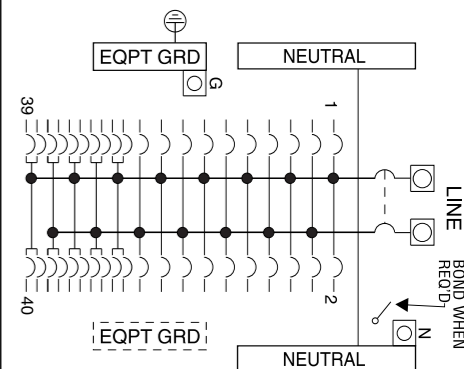 EQPT GRD
NEUTRAL
G
39
1
LINE
BOND WHEN
REQ'D
N
40
2
EQPT GRD
NEUTRAL